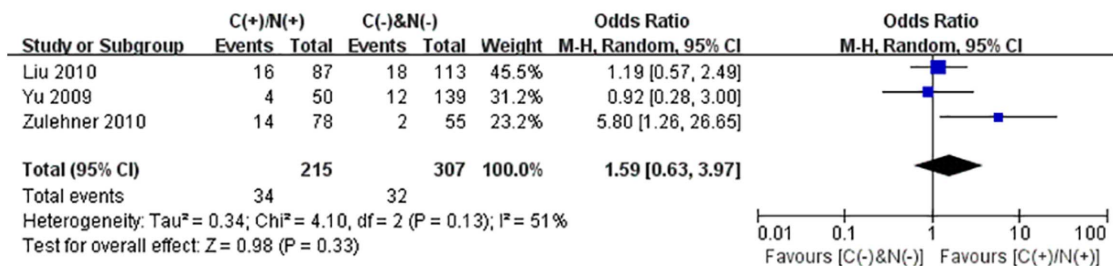 C(+)/N(+) C(-)&N(-) Odds Ratio Odds Ratio
Study or Subgroup Events Total Events Total Weight M-H, Random, 95% CI M-H, Random, 95% CI
Liu 2010 16 87 18 113 45.5% 1.19 [0.57, 2.49]
Yu 2009 4 50 12 139 31.2% 0.92 [0.28, 3.00]
Zulehner 2010 14 78 2 55 23.2% 5.80 [1.26, 26.65]
Total (95% CI) 215 307 100.0% 1.59 [0.63, 3.97]
Total events 34 32
Heterogeneity: Tau² = 0.34; Chi² = 4.10, df = 2 (P = 0.13); I² = 51%
Test for overall effect: Z = 0.98 (P = 0.33)
0.01 0.1 1 10 100
Favours [C(-)&N(-)] Favours [C(+)/N(+)]